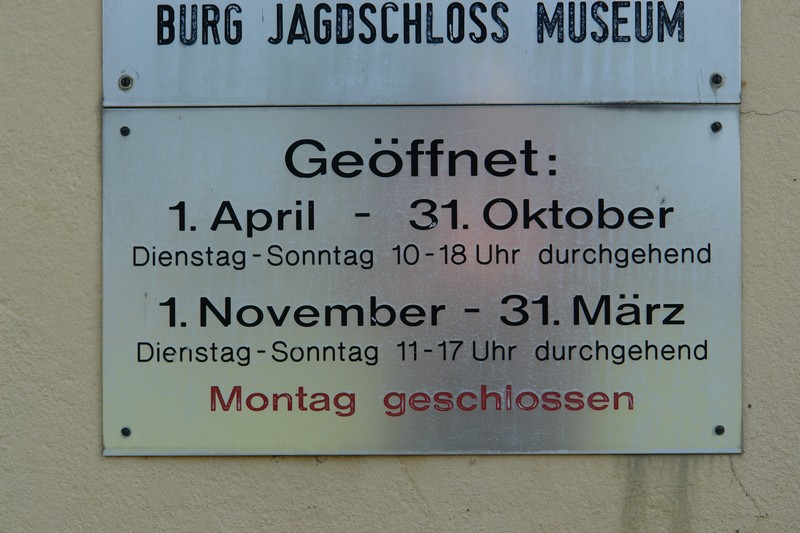 BURG JAGDSCHLOSS MUSEUM
Geöffnet:
1. April - 31. Oktober
Dienstag-Sonntag 10-18 Uhr durchgehend
1. November - 31. März
Dienstag-Sonntag 11-17 Uhr durchgehend
Montag geschlossen